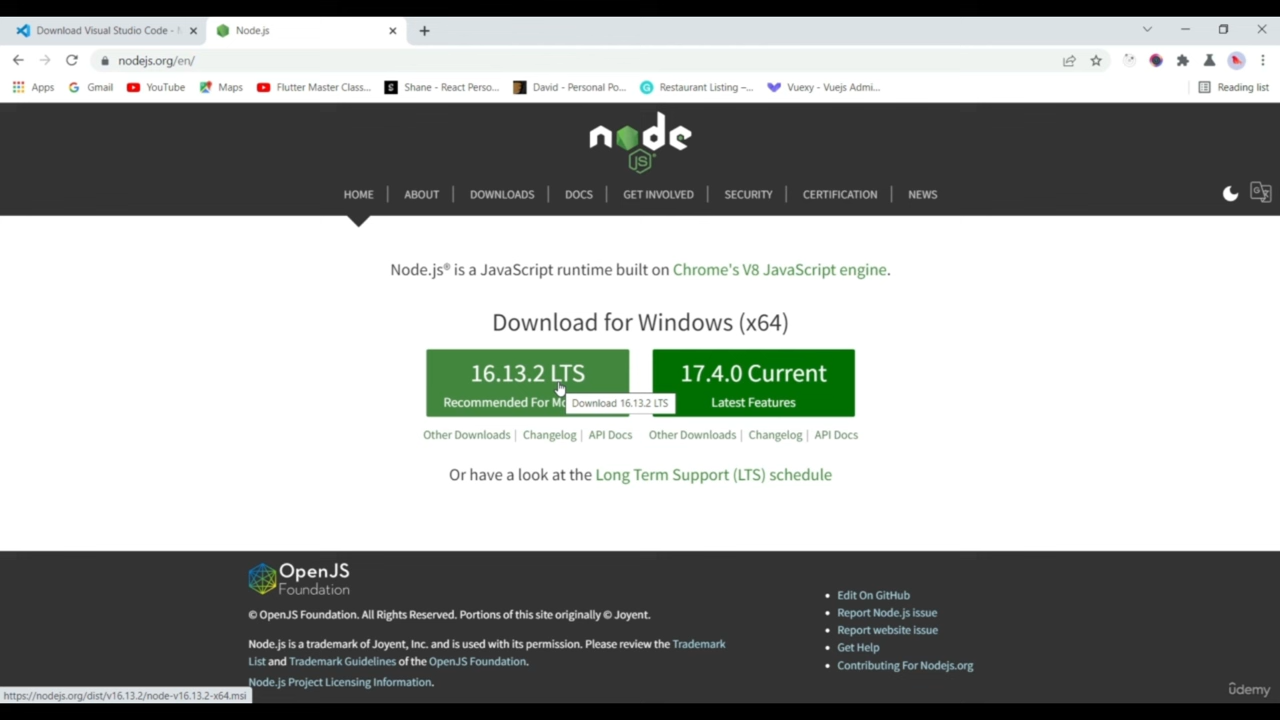 Download Visual Studio Code -
Node.js
nodejs.org/en/
Apps
Gmail
YouTube
Maps
Flutter Master Class...
Shane - React Perso...
David - Personal Po...
Restaurant Listing –...
Vuexy - Vuejs Admi...
Reading list
node
JS
HOME
ABOUT
DOWNLOADS
DOCS
GET INVOLVED
SECURITY
CERTIFICATION
NEWS
Node.js® is a JavaScript runtime built on Chrome's V8 JavaScript engine.
Download for Windows (x64)
16.13.2 LTS
Recommended For
Download 16.13.2 LTS
17.4.0 Current
Latest Features
Other Downloads | Changelog | API Docs
Other Downloads | Changelog | API Docs
Or have a look at the Long Term Support (LTS) schedule
OpenJS
Foundation
© OpenJS Foundation. All Rights Reserved. Portions of this site originally © Joyent.
Node.js is a trademark of Joyent, Inc. and is used with its permission. Please review the Trademark
List and Trademark Guidelines of the OpenJS Foundation.
Node.js Project Licensing Information.
• Edit On GitHub
• Report Node.js issue
• Report website issue
• Get Help
• Contributing For Nodejs.org
https://nodejs.org/dist/v16.13.2/node-v16.13.2-x64.msi
ûdemy